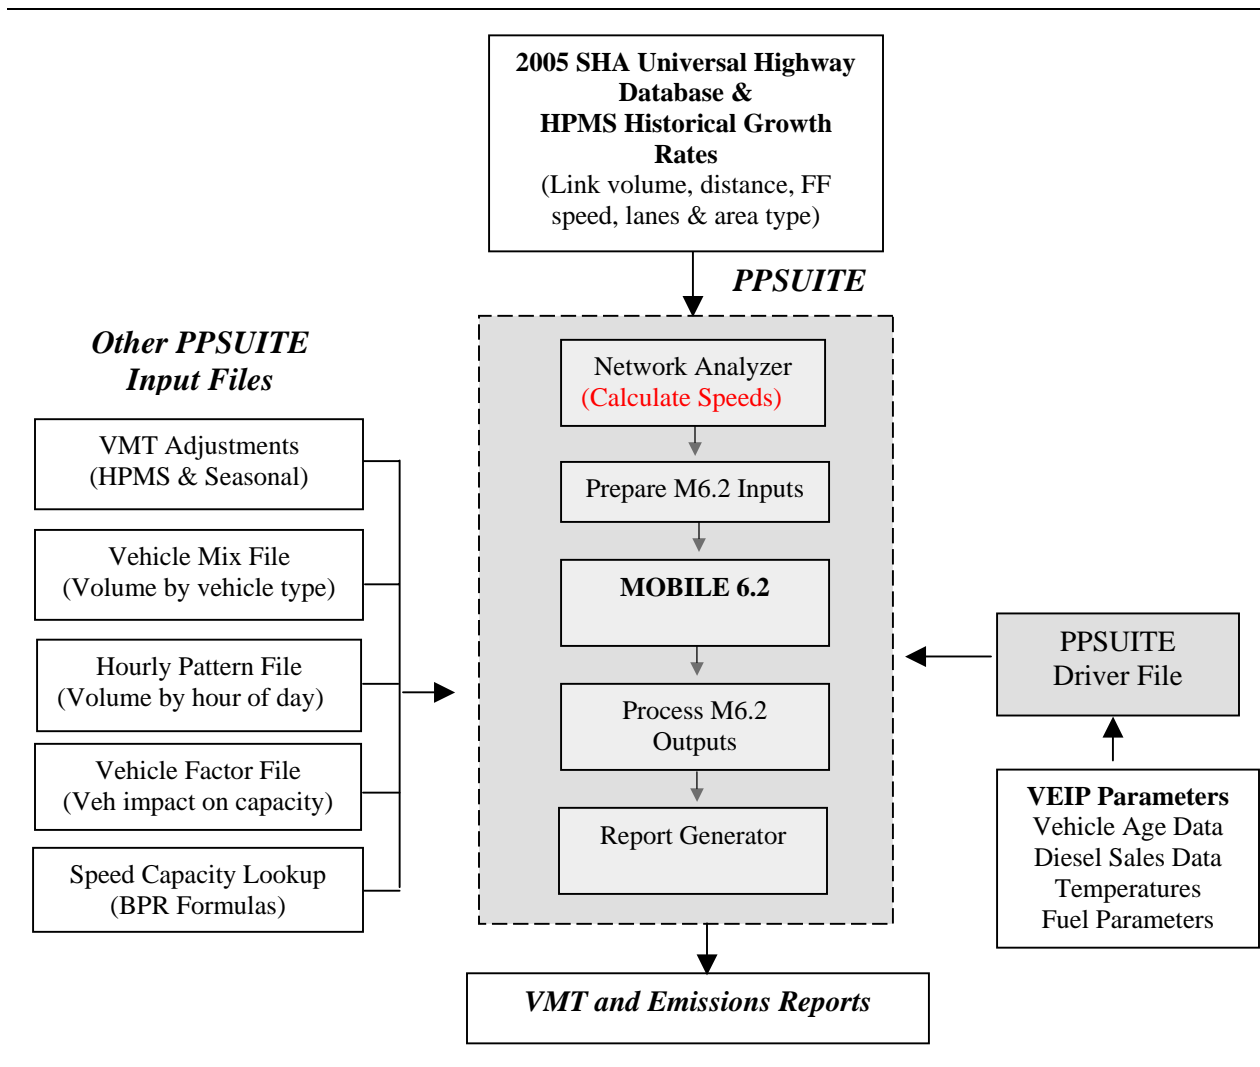 2005 SHA Universal Highway
Database &
HPMS Historical Growth
Rates
(Link volume, distance, FF
speed, lanes & area type)
PPSUITE
Other PPSUITE
Input Files
VMT Adjustments
(HPMS & Seasonal)
Vehicle Mix File
(Volume by vehicle type)
Hourly Pattern File
(Volume by hour of day)
Vehicle Factor File
(Veh impact on capacity)
Speed Capacity Lookup
(BPR Formulas)
Network Analyzer
(Calculate Speeds)
Prepare M6.2 Inputs
MOBILE 6.2
Process M6.2
Outputs
Report Generator
PPSUITE
Driver File
VEIP Parameters
Vehicle Age Data
Diesel Sales Data
Temperatures
Fuel Parameters
VMT and Emissions Reports